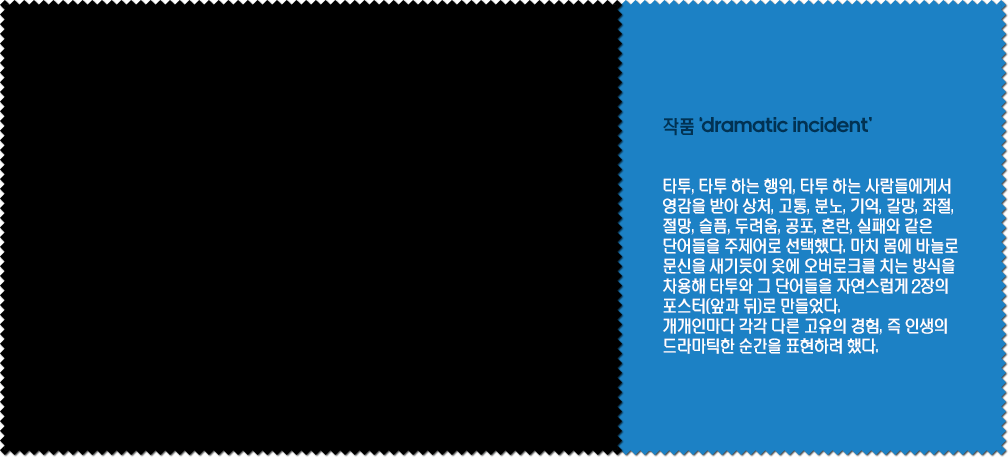 작품 'dramatic incident'
타투, 타투 하는 행위, 타투 하는 사람들에게서
영감을 받아 상처, 고통, 분노, 기억, 갈망, 좌절,
절망, 슬픔, 두려움, 공포, 혼란, 실패와 같은
단어들을 주제어로 선택했다. 마치 몸에 바늘로
문신을 새기듯이 옷에 오버로크를 치는 방식을
차용해 타투와 그 단어들을 자연스럽게 2장의
포스터(앞과 뒤)로 만들었다.
개개인마다 각각 다른 고유의 경험, 즉 인생의
드라마틱한 순간을 표현하려 했다.